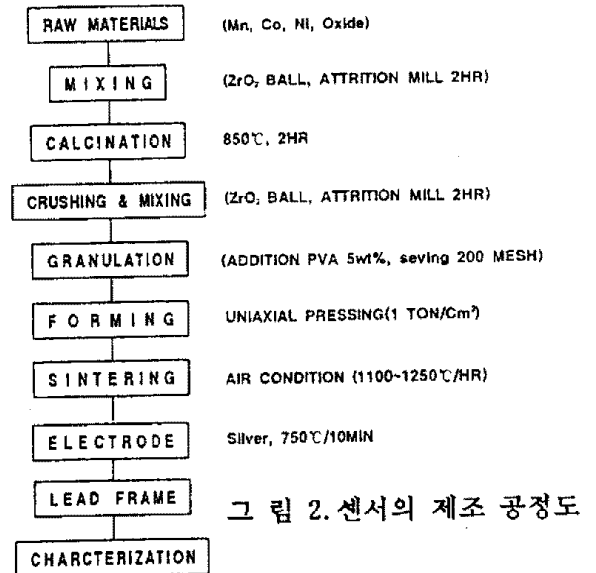 RAW MATERIALS (Mn, Co, Ni, Oxide)
MIXING (ZrO₂ BALL, ATTRITION MILL 2HR)
CALCINATION 850℃, 2HR
CRUSHING & MIXING (ZrO₂ BALL, ATTRITION MILL 2HR)
GRANULATION (ADDITION PVA 5wt%, seving 200 MESH)
FORMING UNIAXIAL PRESSING(1 TON/Cm²)
SINTERING AIR CONDITION (1100~1250℃/HR)
ELECTRODE Silver, 750℃/10MIN
LEAD FRAME
그 림 2. 센서의 제조 공정도
CHARCTERIZATION